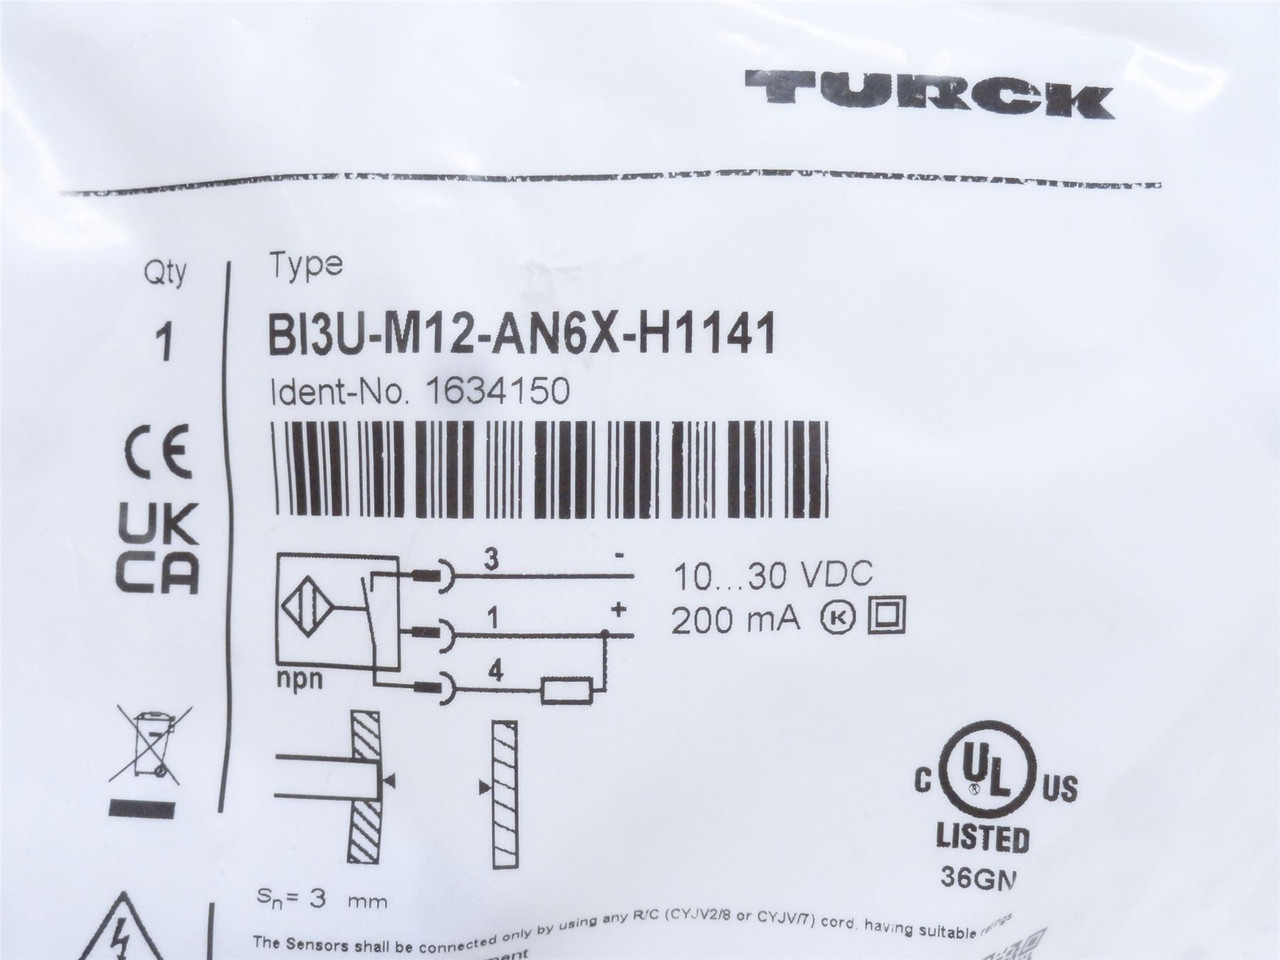 TURCK
Qty
1
Type
BI3U-M12-AN6X-H1141
Ident-No. 1634150
CE
UK
CA
3 -
1 +
4
npn
10...30 VDC
200 mA K
C UL ® US
LISTED
36GN
Sn= 3 mm
The Sensors shall be connected only by using any R/C (CYJV2/8 or CYJV/7) cord, having suitable ratings